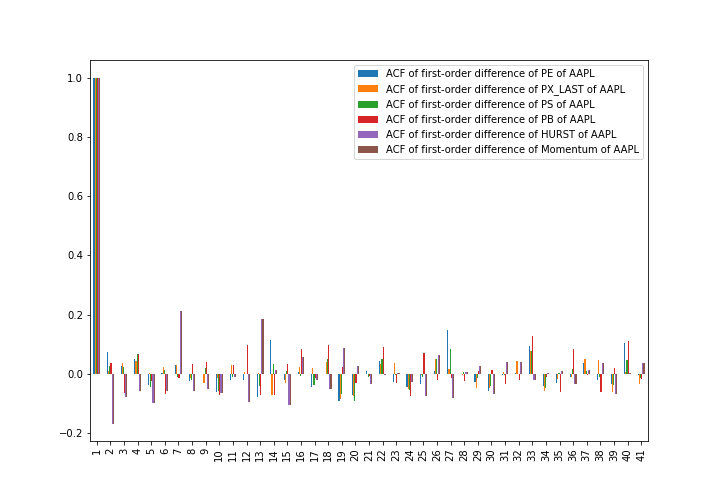 ACF of first-order difference of PE of AAPL
ACF of first-order difference of PX_LAST of AAPL
ACF of first-order difference of PS of AAPL
ACF of first-order difference of PB of AAPL
ACF of first-order difference of HURST of AAPL
ACF of first-order difference of Momentum of AAPL
1.0
0.8
0.6
0.4
0.2
0.0
−0.2
1 2 3 4 5 6 7 8 9 10 11 12 13 14 15 16 17 18 19 20 21 22 23 24 25 26 27 28 29 30 31 32 33 34 35 36 37 38 39 40 41